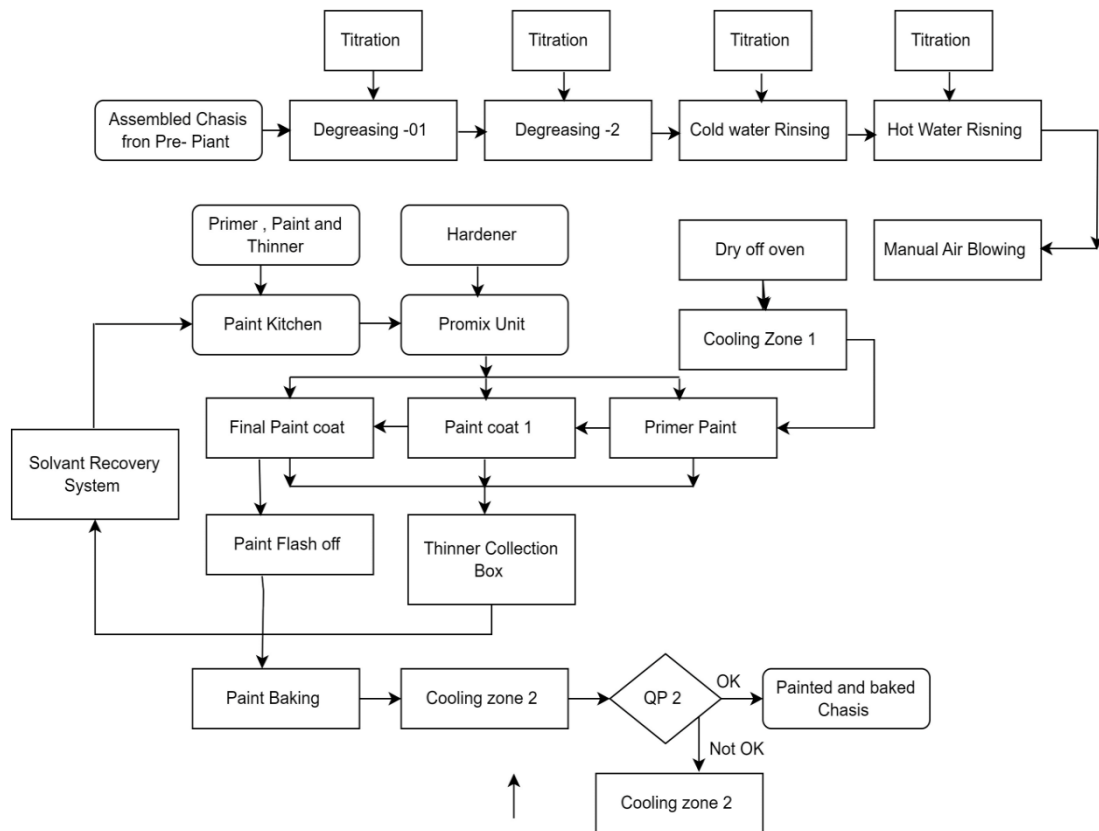 Titration
Titration
Titration
Titration
Assembled Chasis
fron Pre- Piant
Degreasing -01
Degreasing -2
Cold water Rinsing
Hot Water Risning
Primer , Paint and
Thinner
Hardener
Dry off oven
Manual Air Blowing
Paint Kitchen
Promix Unit
Cooling Zone 1
Final Paint coat
Paint coat 1
Primer Paint
Solvant Recovery
System
Paint Flash off
Thinner Collection
Box
Paint Baking
Cooling zone 2
QP 2
OK
Painted and baked
Chasis
Not OK
Cooling zone 2